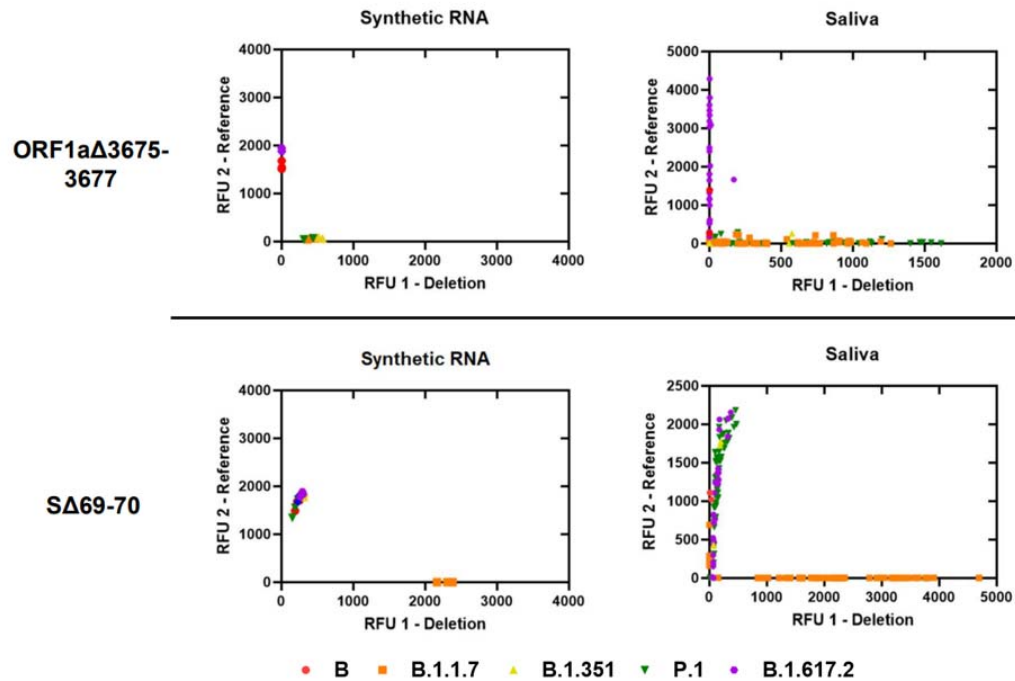 Synthetic RNA
Saliva
ORF1aΔ3675-
3677
RFU 2 - Reference
4000
3000
2000
1000
0
0 1000 2000 3000 4000
RFU 1 - Deletion
RFU 2 - Reference
5000
4000
3000
2000
1000
0
0 500 1000 1500 2000
RFU 1 - Deletion
Synthetic RNA
Saliva
SΔ69-70
RFU 2 - Reference
4000
3000
2000
1000
0
0 1000 2000 3000 4000
RFU 1 - Deletion
RFU 2 - Reference
2500
2000
1500
1000
500
0
0 1000 2000 3000 4000 5000
RFU 1 - Deletion
B B.1.1.7 B.1.351 P.1 B.1.617.2